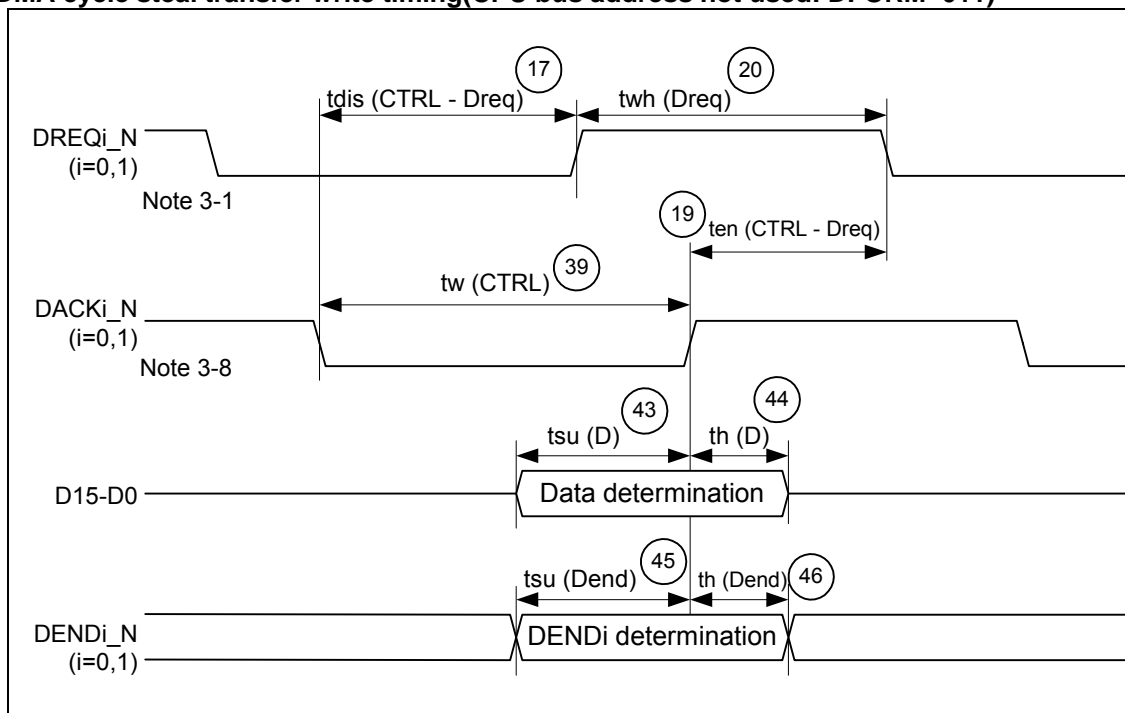 DMA cycle steal transfer write timing(CPU bus address not used: DFORM=011)
17
20
tdis (CTRL - Dreq)
twh (Dreq)
DREQi_N
(i=0,1)
Note 3-1
19
ten (CTRL - Dreq)
39
tw (CTRL)
DACKi_N
(i=0,1)
Note 3-8
43
44
tsu (D)
th (D)
D15-D0
Data determination
45
46
tsu (Dend)
th (Dend)
DENDi_N
(i=0,1)
DENDi determination